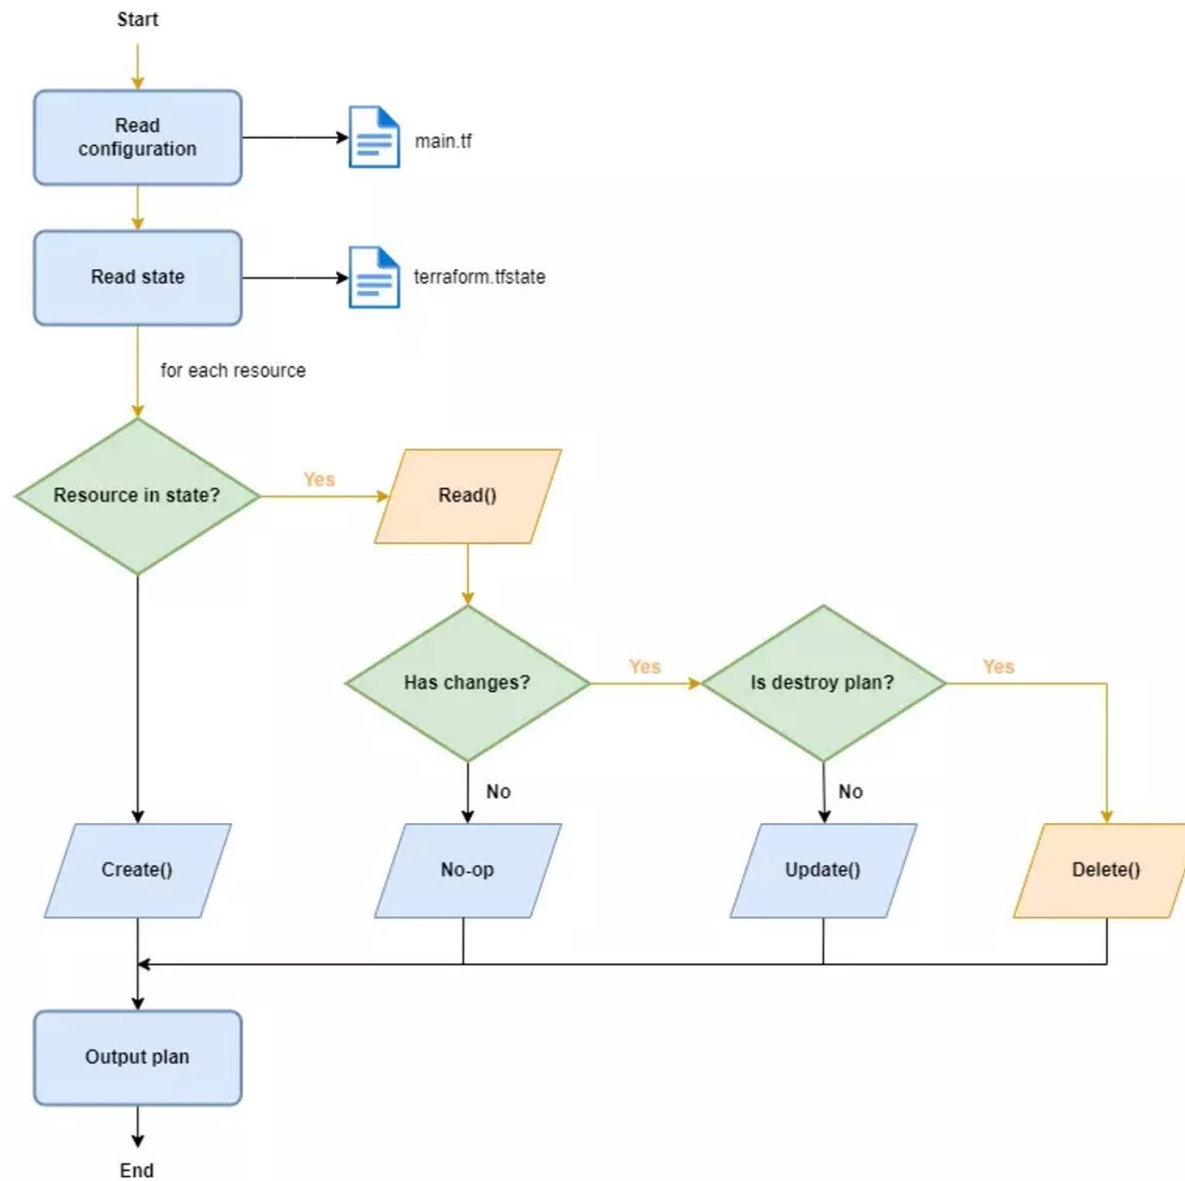 Start
Read
configuration
main.tf
Read state
terraform.tfstate
for each resource
Resource in state?
Yes
Read()
Has changes?
Yes
Is destroy plan?
Yes
No
No
Create()
No-op
Update()
Delete()
Output plan
End